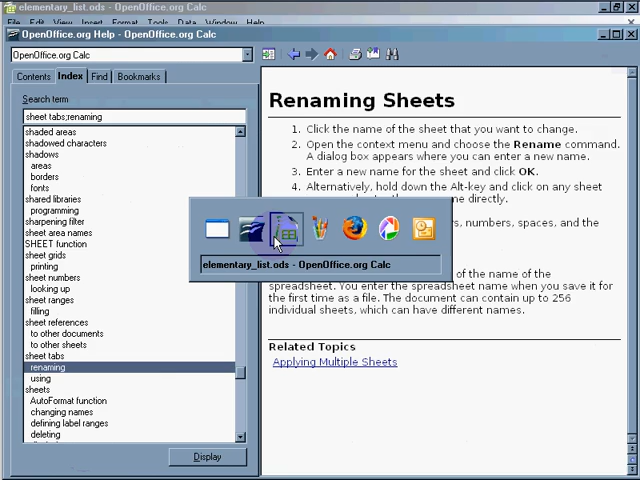 elementary_list.ods - OpenOffice.org Calc
File Edit View Insert Format Tools Data Window Help
OpenOffice.org Help - OpenOffice.org Calc
OpenOffice.org Calc
Contents Index Find Bookmarks
Search term
sheet tabs;renaming
shaded areas
shadowed characters
shadows
areas
borders
fonts
shared libraries
programming
sharpening filter
sheet area names
SHEET function
sheet grids
printing
sheet numbers
looking up
sheet ranges
filling
sheet references
to other documents
to other sheets
sheet tabs
renaming
using
sheets
AutoFormat function
changing names
defining label ranges
deleting
Display
Renaming Sheets
1. Click the name of the sheet that you want to change.
2. Open the context menu and choose the Rename command.
A dialog box appears where you can enter a new name.
3. Enter a new name for the sheet and click OK.
4. Alternatively, hold down the Alt-key and click on any sheet
name directly.
s, numbers, spaces, and the
elementary_list.ods - OpenOffice.org Calc
of the name of the
spreadsheet. You enter the spreadsheet name when you save it for
the first time as a file. The document can contain up to 256
individual sheets, which can have different names.
Related Topics
Applying Multiple Sheets